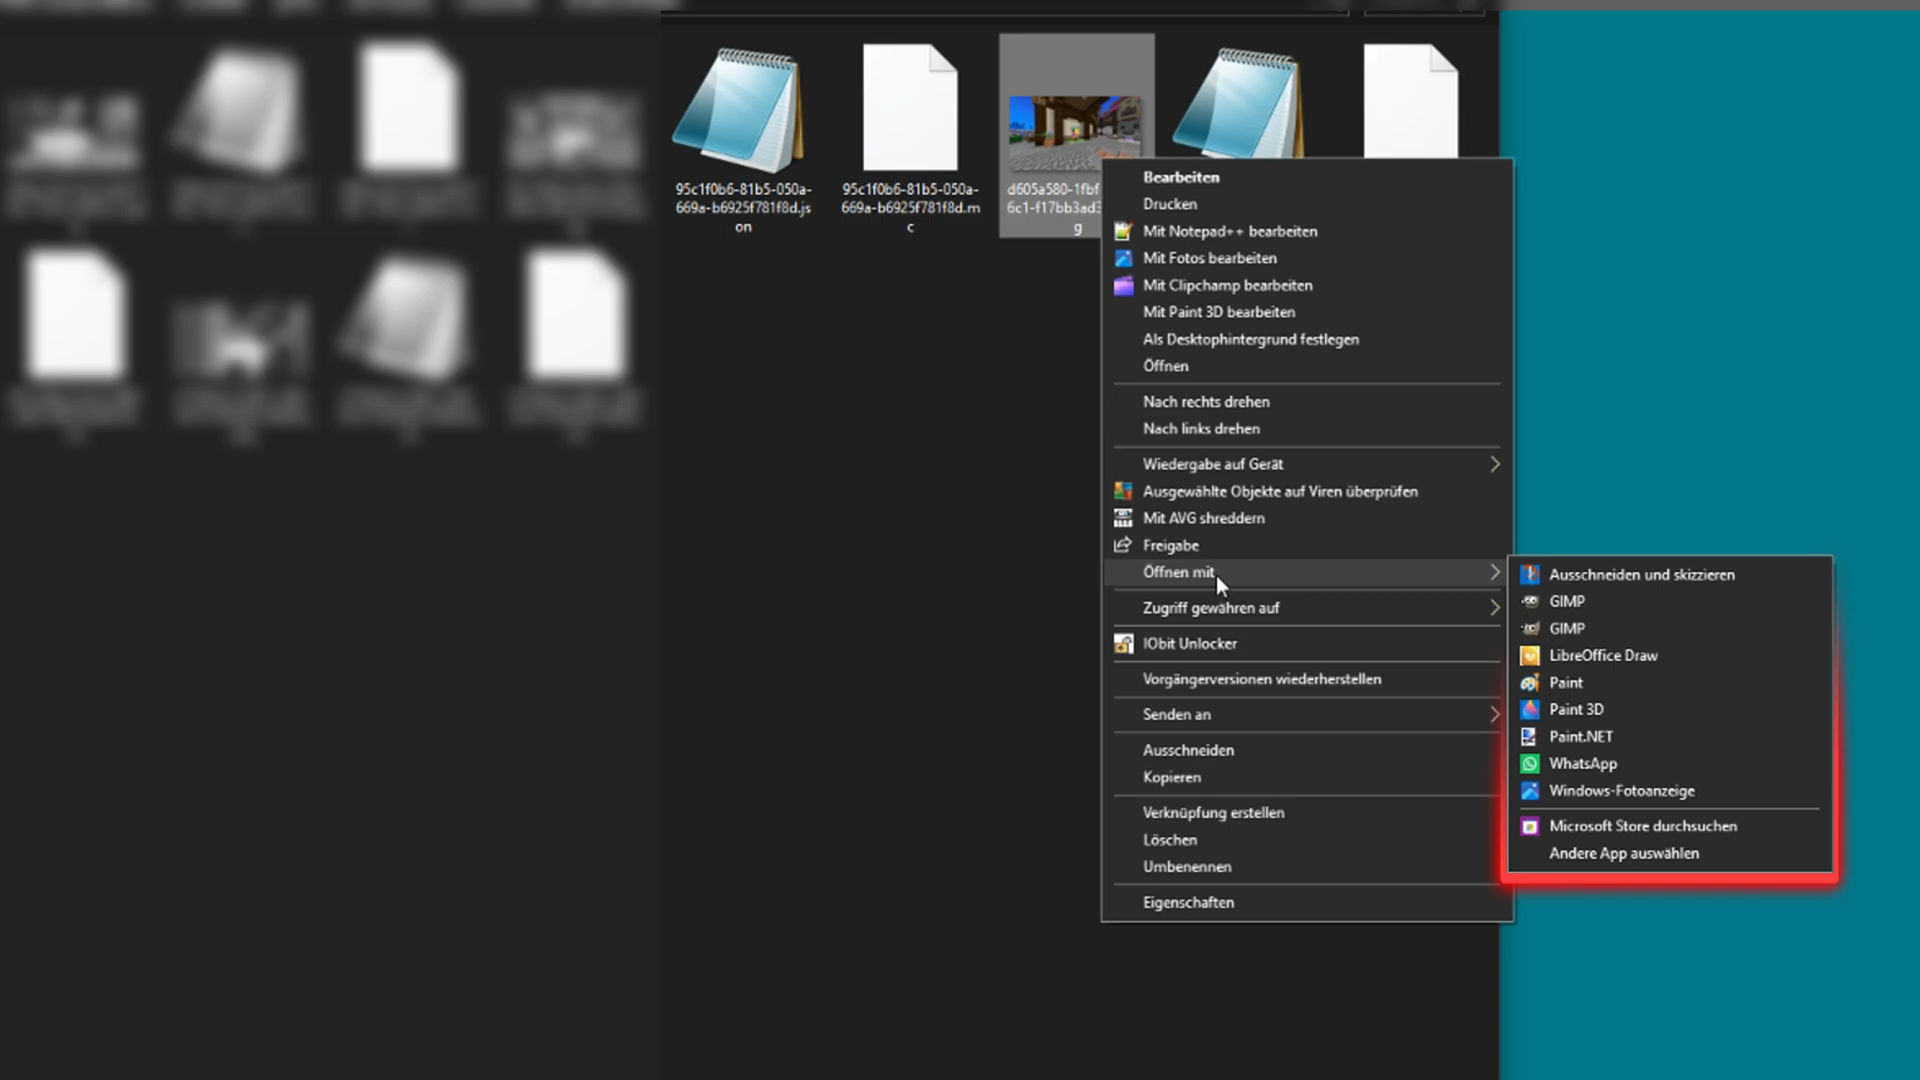 95c1f0b6-81b5-050a-
669a-b6925f781f8d.js
on
95c1f0b6-81b5-050a-
669a-b6925f781f8d.m
c
d605a580-1fbf
6c1-f17bb3ad3
g
Bearbeiten
Drucken
Mit Notepad++ bearbeiten
Mit Fotos bearbeiten
Mit Clipchamp bearbeiten
Mit Paint 3D bearbeiten
Als Desktophintergrund festlegen
Öffnen
Nach rechts drehen
Nach links drehen
Wiedergabe auf Gerät
Ausgewählte Objekte auf Viren überprüfen
Mit AVG shreddern
Freigabe
Öffnen mit
Zugriff gewähren auf
IObit Unlocker
Vorgängerversionen wiederherstellen
Senden an
Ausschneiden
Kopieren
Verknüpfung erstellen
Löschen
Umbenennen
Eigenschaften
Ausschneiden und skizzieren
GIMP
GIMP
LibreOffice Draw
Paint
Paint 3D
Paint.NET
WhatsApp
Windows-Fotoanzeige
Microsoft Store durchsuchen
Andere App auswählen